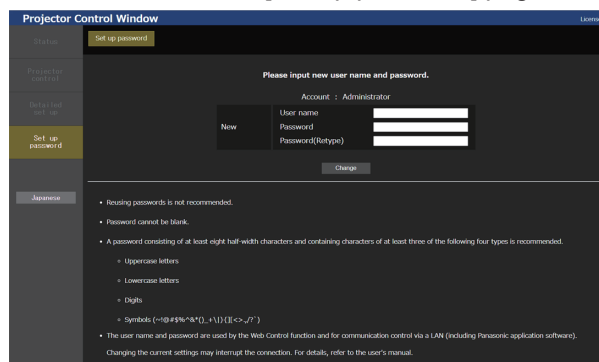 Projector Control Window
License
Status
Set up password
Projector
control
Please input new user name and password.
Account : Administrator
Detailed
set up
User name
New
Password
Password(Retype)
Set up
password
Change
Japanese
• Reusing passwords is not recommended.
• Password cannot be blank.
• A password consisting of at least eight half-width characters and containing characters of at least three of the following four types is recommended.
Uppercase letters
Lowercase letters
Digits
Symbols (~!@#$%^&*()_+\|}{][<>.,/?`)
• The user name and password are used by the Web Control function and for communication control via a LAN (including Panasonic application software).
Changing the current settings may interrupt the connection. For details, refer to the user's manual.